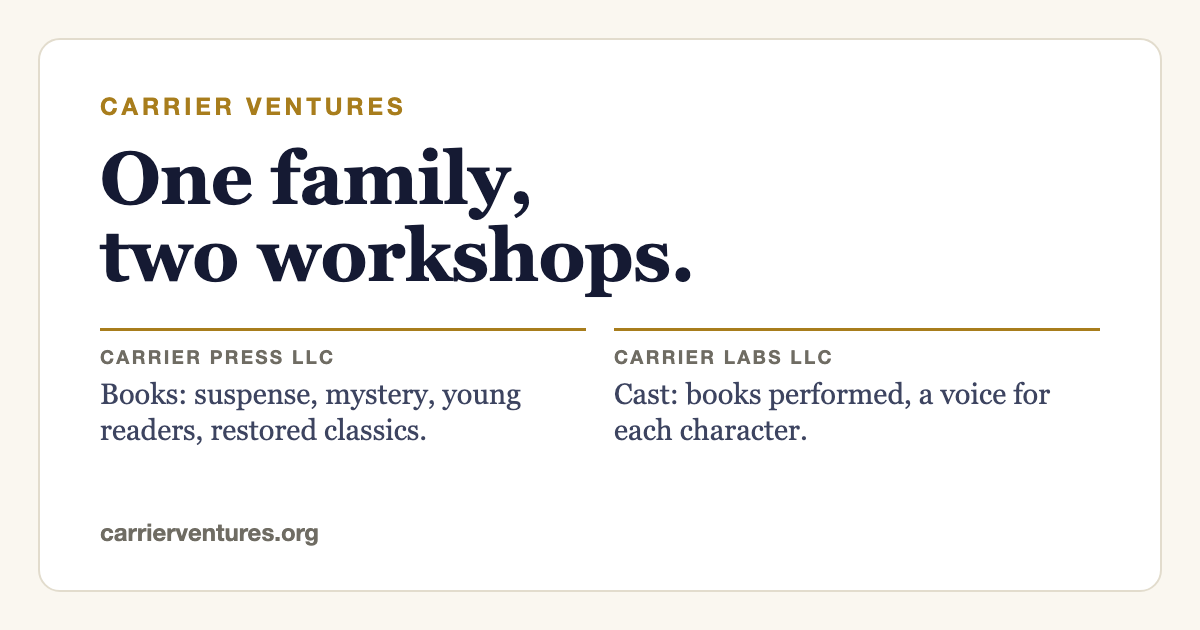 CARRIER VENTURES
One family,
two workshops.
CARRIER PRESS LLC
Books: suspense, mystery, young
readers, restored classics.
CARRIER LABS LLC
Cast: books performed, a voice for
each character.
carrierventures.org